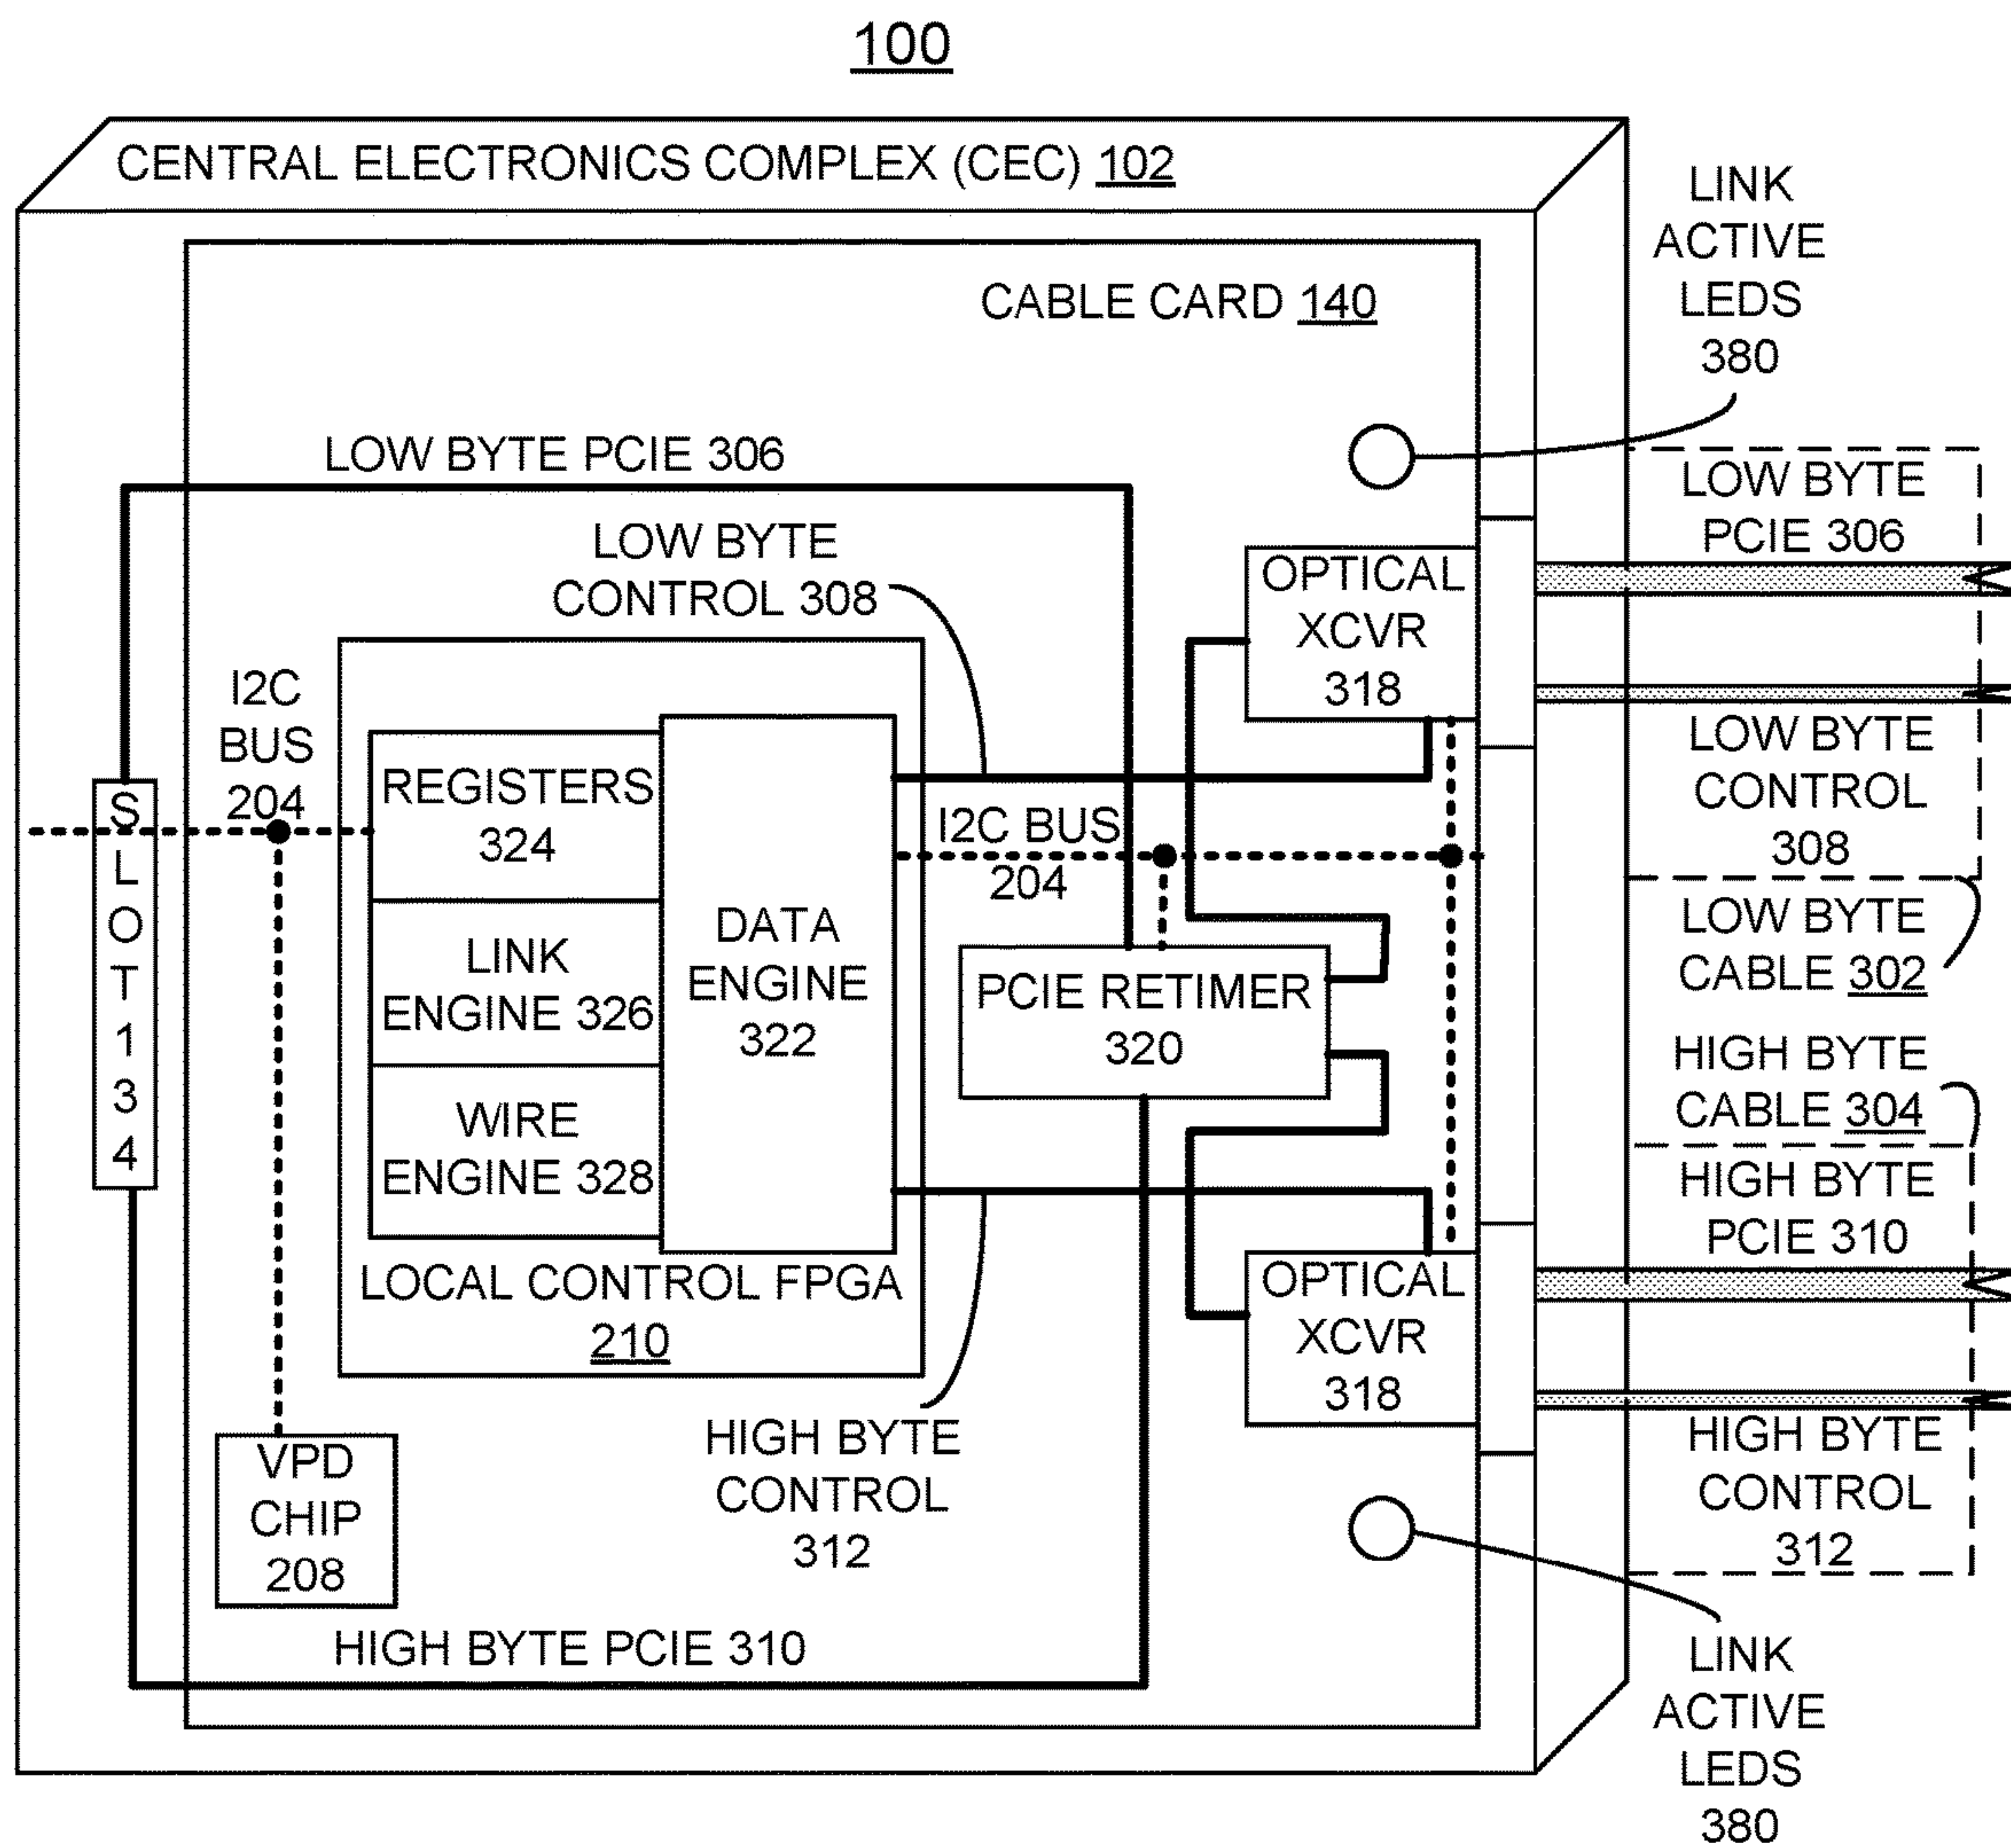 100
CENTRAL ELECTRONICS COMPLEX (CEC) 102
LINK
ACTIVE
LEDS
380
CABLE CARD 140
LOW BYTE PCIE 306
LOW BYTE
PCIE 306
LOW BYTE
CONTROL 308
OPTICAL
XCVR
318
I2C
BUS
204
LOW BYTE
CONTROL
308
SLOT134
REGISTERS
324
I2C BUS
204
LINK
ENGINE 326
DATA
ENGINE
322
PCIE RETIMER
320
LOW BYTE
CABLE 302
HIGH BYTE
CABLE 304
WIRE
ENGINE 328
HIGH BYTE
PCIE 310
LOCAL CONTROL FPGA
210
OPTICAL
XCVR
318
HIGH BYTE
CONTROL
312
HIGH BYTE
CONTROL
312
VPD
CHIP
208
HIGH BYTE PCIE 310
LINK
ACTIVE
LEDS
380